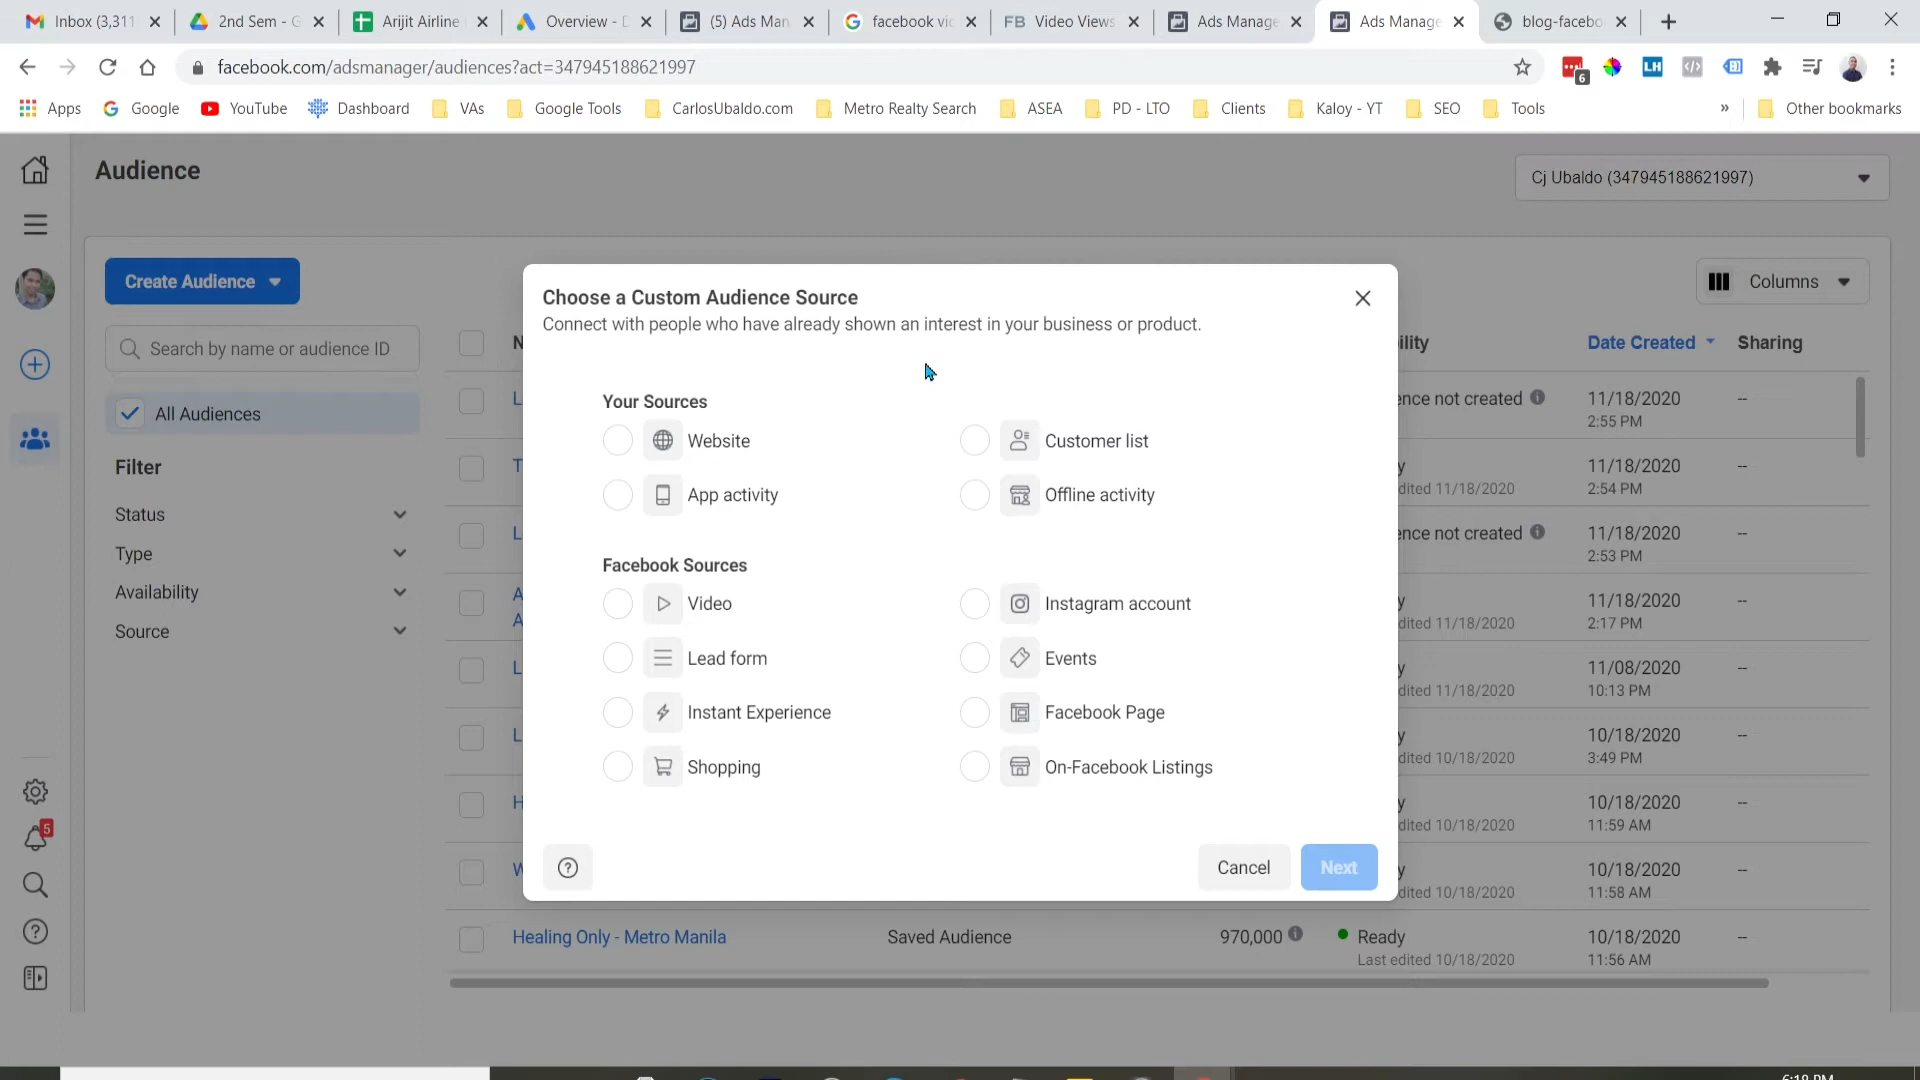 Inbox (3,311
2nd Sem - G
Arijit Airline
Overview - D
(5) Ads Man
facebook vic
FB Video Views
Ads Manage
Ads Manage
blog-facebo
facebook.com/adsmanager/audiences?act=347945188621997
6
LH
Apps
Google
YouTube
Dashboard
VAs
Google Tools
CarlosUbaldo.com
Metro Realty Search
ASEA
PD - LTO
Clients
Kaloy - YT
SEO
Tools
»
Other bookmarks
Audience
Cj Ubaldo (347945188621997)
Create Audience
Columns
Search by name or audience ID
All Audiences
Filter
Status
Type
Availability
Source
5
N
ility
Date Created
Sharing
L
ence not created
11/18/2020
2:55 PM
--
T
y
dited 11/18/2020
11/18/2020
2:54 PM
--
L
ence not created
11/18/2020
2:53 PM
--
A
A
y
dited 11/18/2020
11/18/2020
2:17 PM
--
L
y
dited 11/18/2020
11/08/2020
10:13 PM
--
L
y
dited 10/18/2020
10/18/2020
3:49 PM
--
H
y
dited 10/18/2020
10/18/2020
11:59 AM
--
W
y
dited 10/18/2020
10/18/2020
11:58 AM
--
Healing Only - Metro Manila
Saved Audience
970,000
Ready
Last edited 10/18/2020
10/18/2020
11:56 AM
--
Choose a Custom Audience Source
Connect with people who have already shown an interest in your business or product.
Your Sources
Website
Customer list
App activity
Offline activity
Facebook Sources
Video
Instagram account
Lead form
Events
Instant Experience
Facebook Page
Shopping
On-Facebook Listings
Cancel
Next
6:18 PM